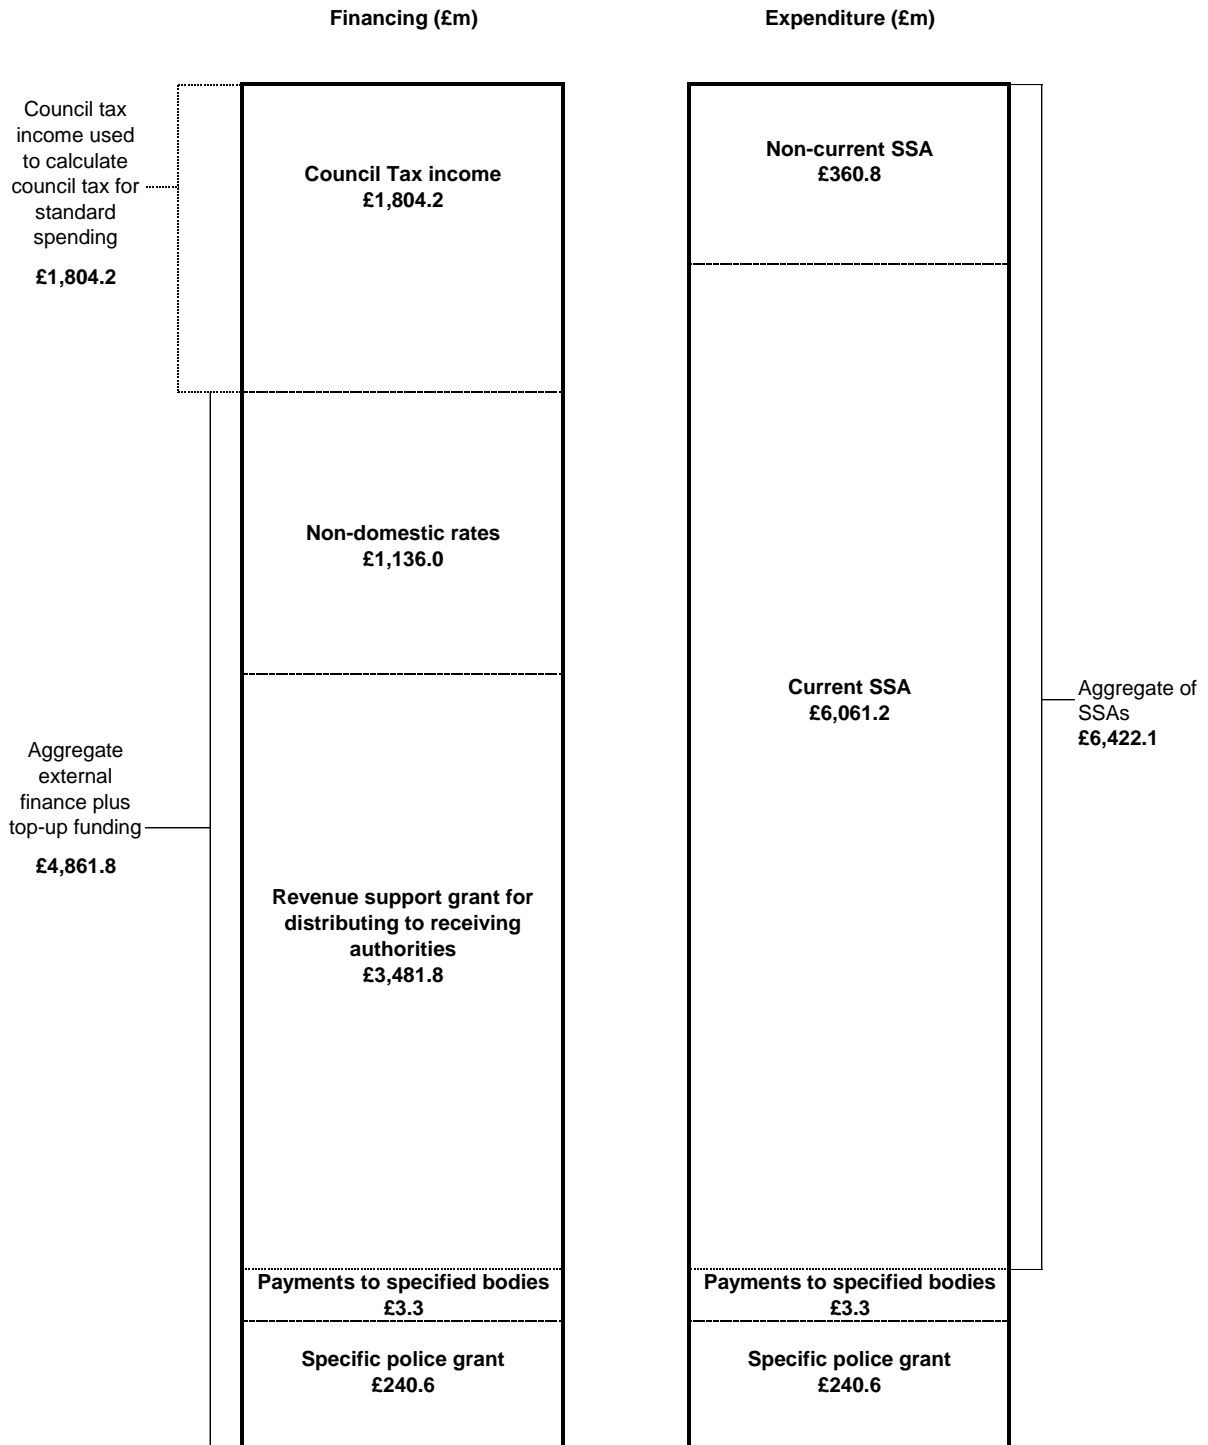 Financing (£m)
Expenditure (£m)
Council tax
income used
to calculate
council tax for
standard
spending
£1,804.2
Council Tax income
£1,804.2
Non-current SSA
£360.8
Non-domestic rates
£1,136.0
Current SSA
£6,061.2
Aggregate of
SSAs
£6,422.1
Aggregate
external
finance plus
top-up funding
£4,861.8
Revenue support grant for
distributing to receiving
authorities
£3,481.8
Payments to specified bodies
£3.3
Payments to specified bodies
£3.3
Specific police grant
£240.6
Specific police grant
£240.6